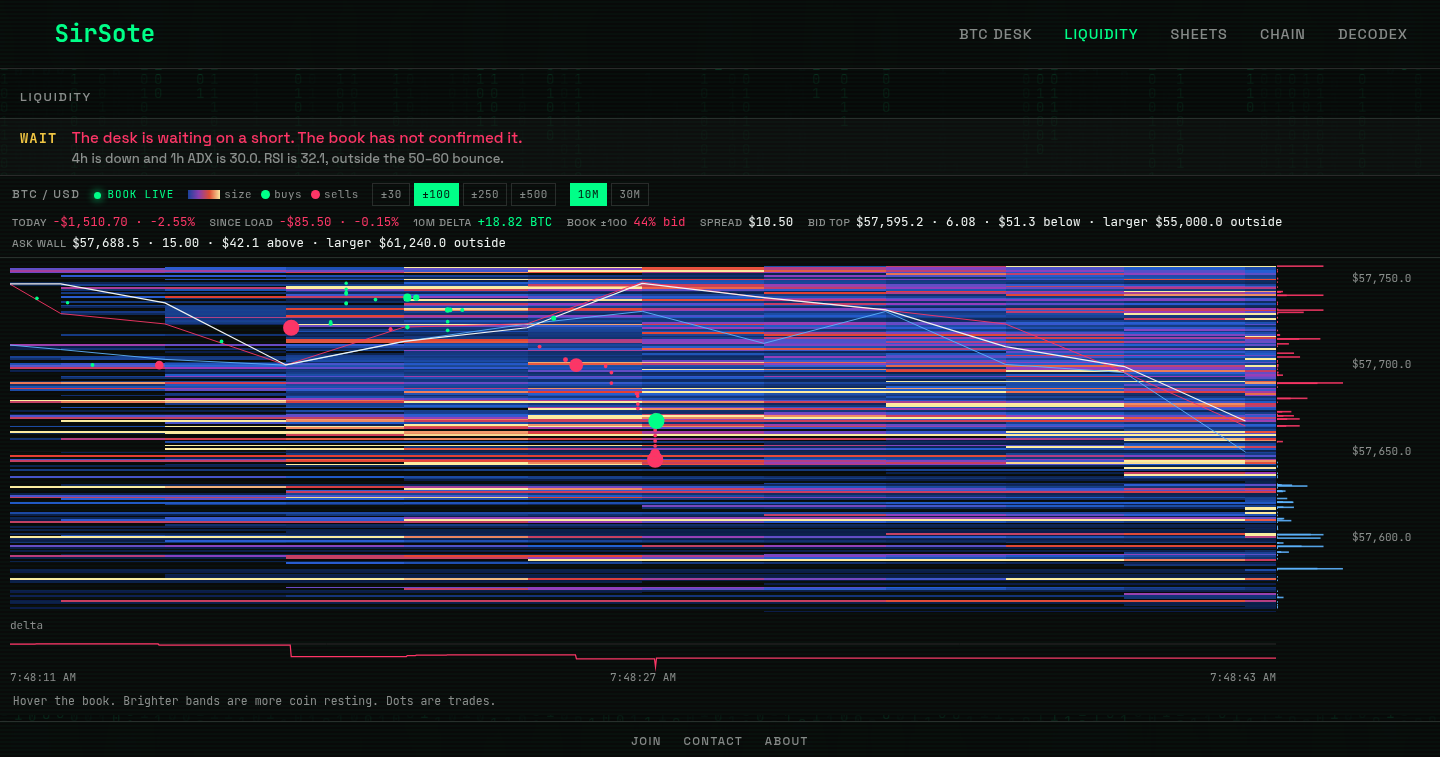 SirSote
BTC DESK LIQUIDITY SHEETS CHAIN DECODEX
LIQUIDITY
WAIT The desk is waiting on a short. The book has not confirmed it.
4h is down and 1h ADX is 30.0. RSI is 32.1, outside the 50–60 bounce.
BTC / USD BOOK LIVE size buys sells ±30 ±100 ±250 ±500 10M 30M
TODAY -$1,510.70 · -2.55% SINCE LOAD -$85.50 · -0.15% 10M DELTA +18.82 BTC BOOK ±100 44% bid SPREAD $10.50 BID TOP $57,595.2 · 6.08 · $51.3 below · larger $55,000.0 outside
ASK WALL $57,688.5 · 15.00 · $42.1 above · larger $61,240.0 outside
$57,750.0
$57,700.0
$57,650.0
$57,600.0
delta
7:48:11 AM 7:48:27 AM 7:48:43 AM
Hover the book. Brighter bands are more coin resting. Dots are trades.
JOIN CONTACT ABOUT